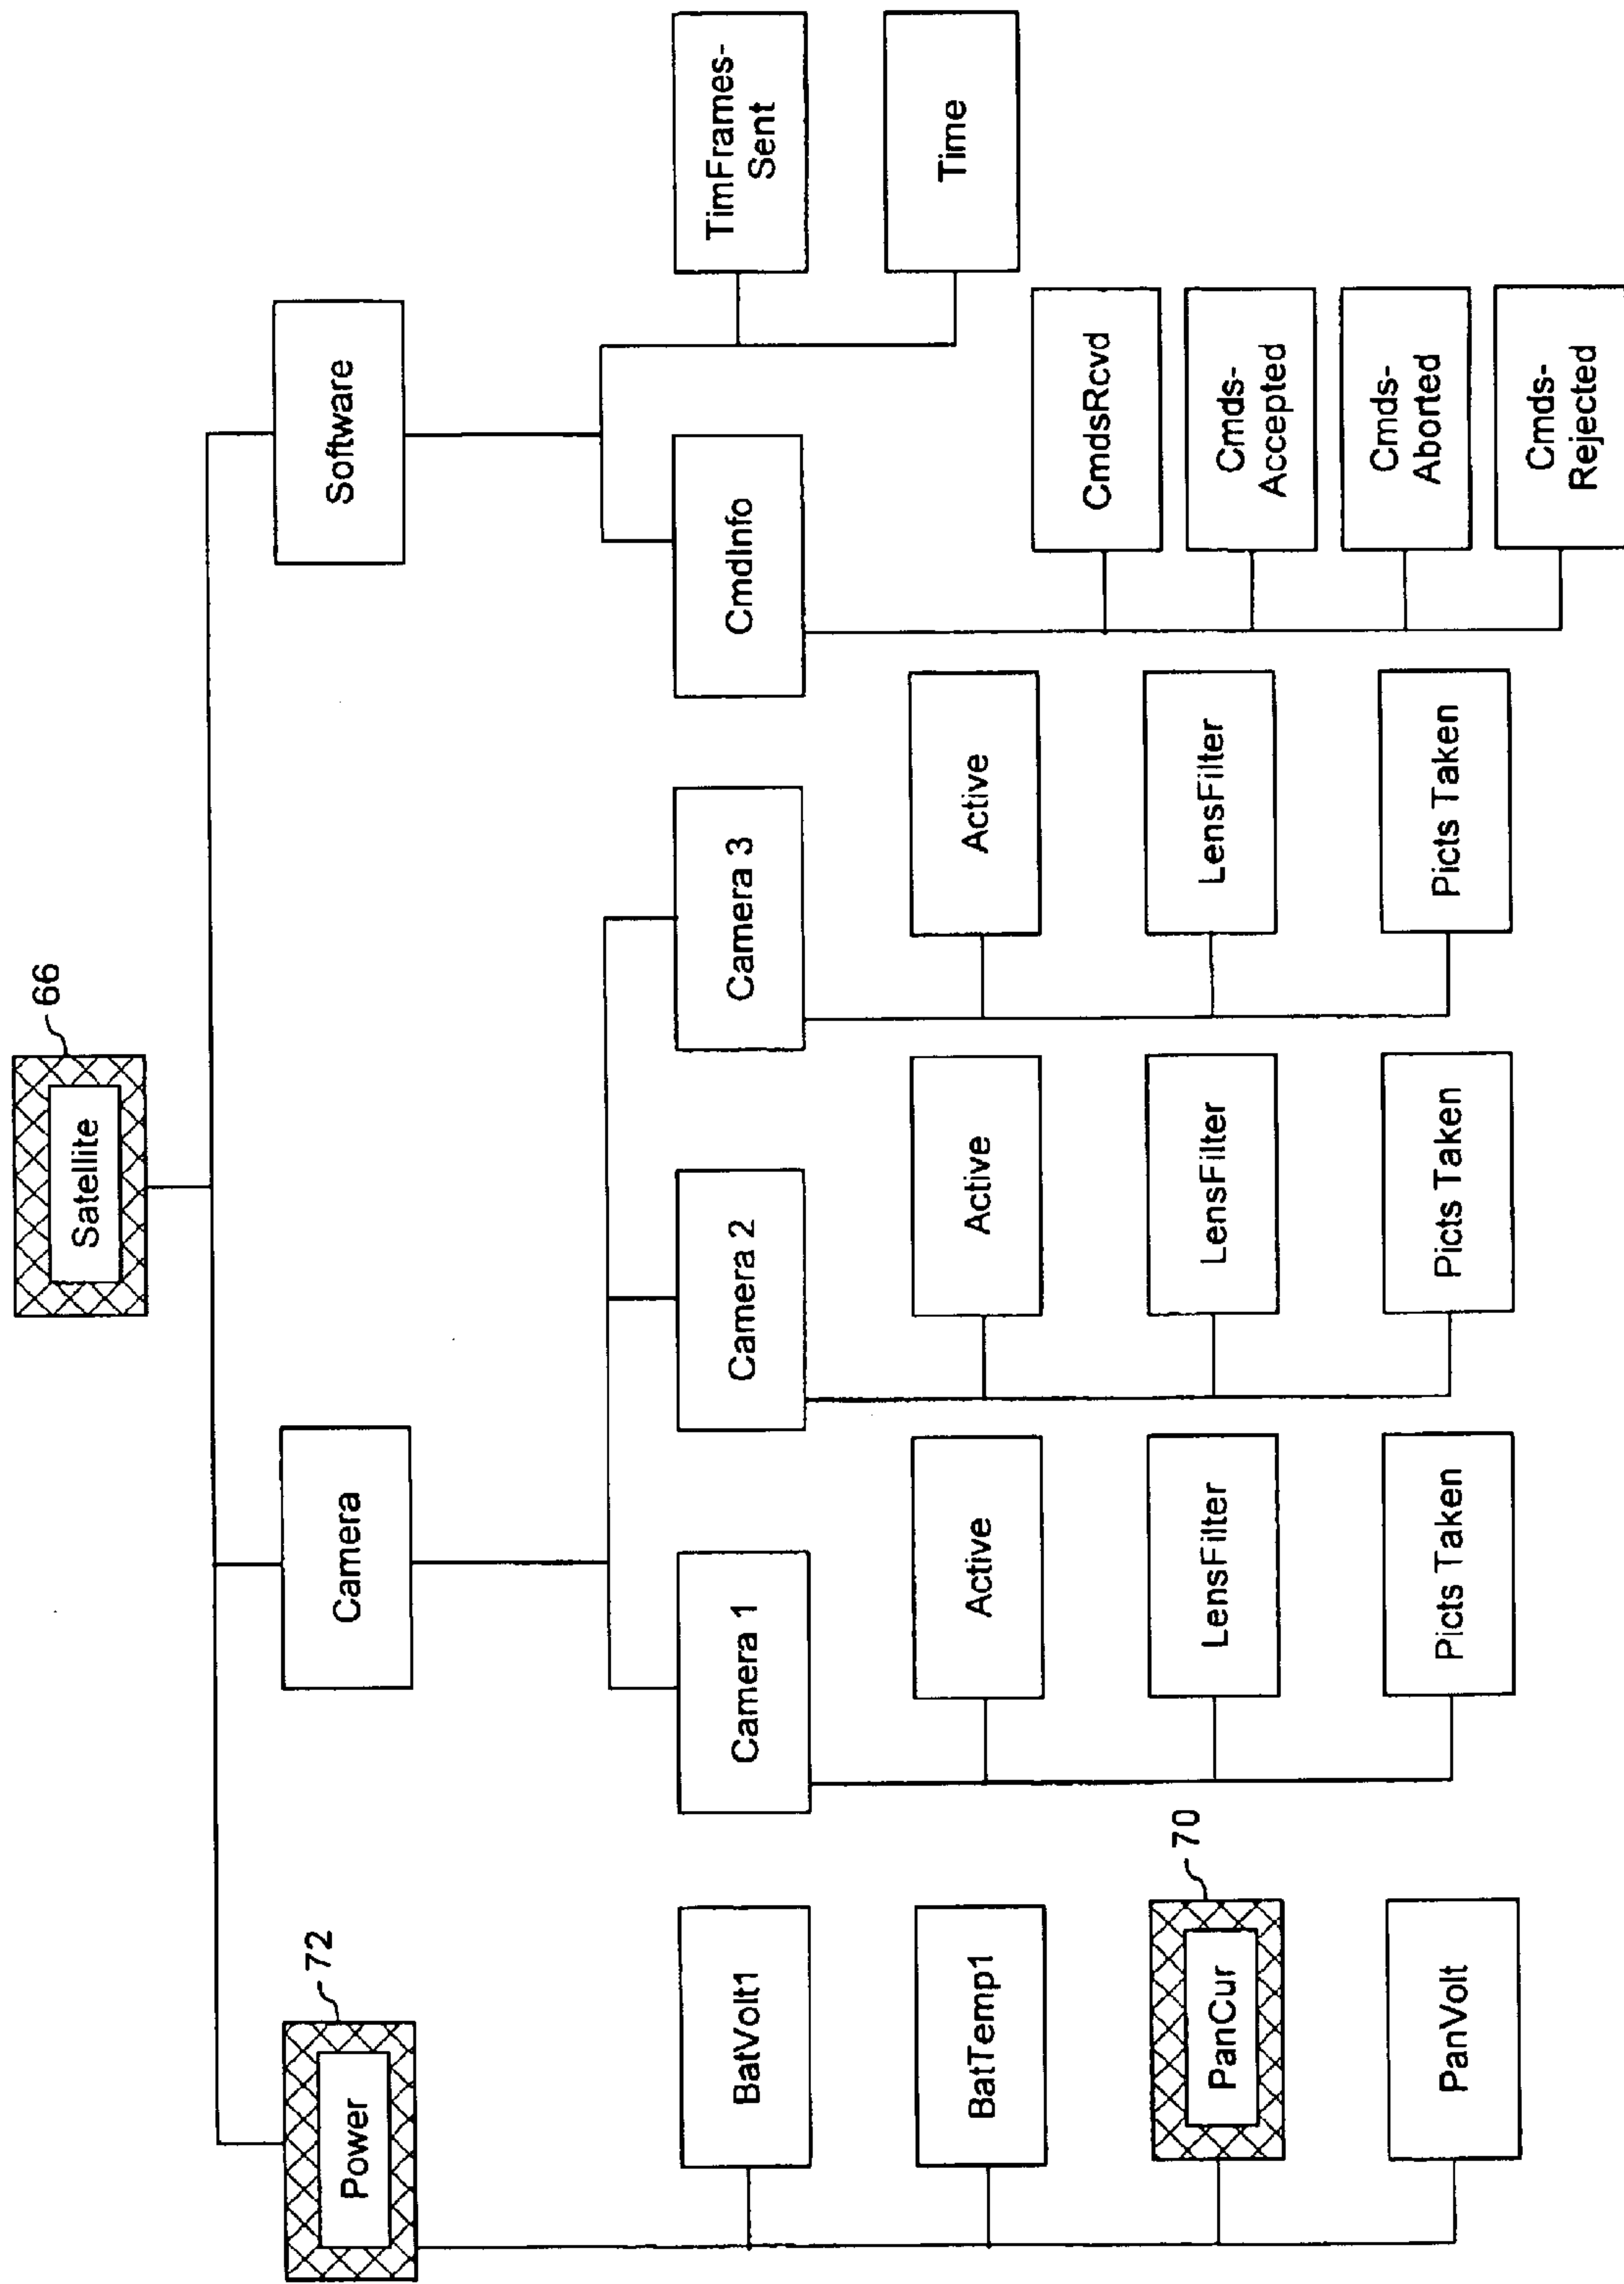 66
Satellite
72
Power
Camera
Software
BatVolt1
BatTemp1
70
PanCur
PanVolt
Camera 1
Active
LensFilter
Picts Taken
Camera 2
Active
LensFilter
Picts Taken
Camera 3
Active
LensFilter
Picts Taken
CmdInfo
CmdsRcvd
Cmds-
Accepted
Cmds-
Aborted
Cmds-
Rejected
TimFrames-
Sent
Time